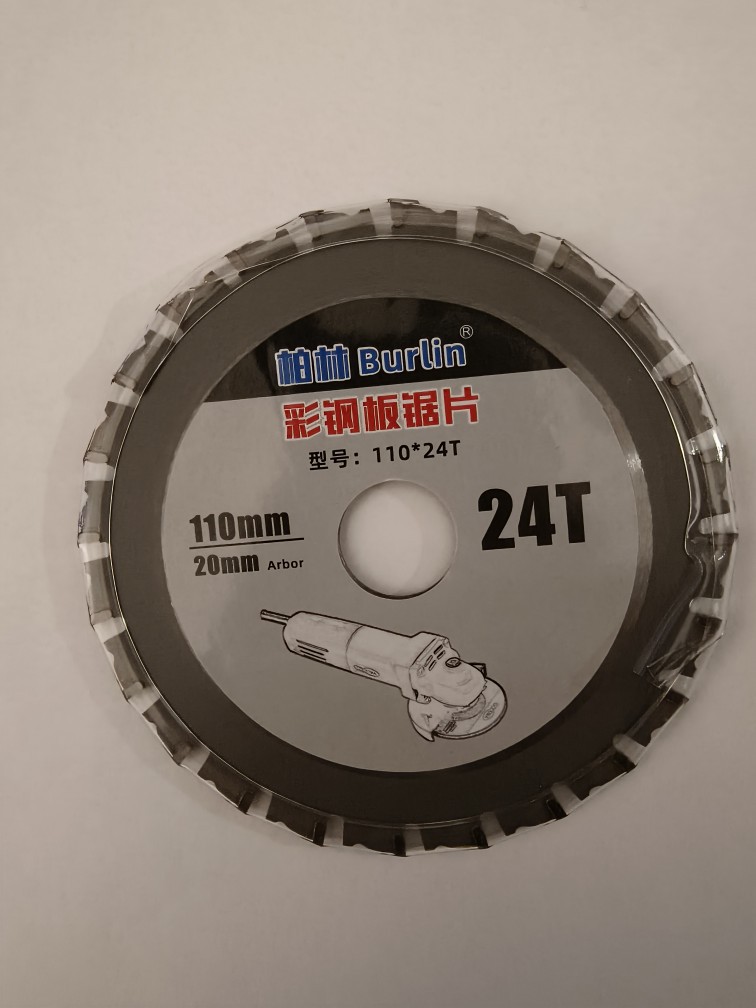 柏林 Burlin®
彩钢板锯片
型号：110*24T
110mm
20mm Arbor
24T